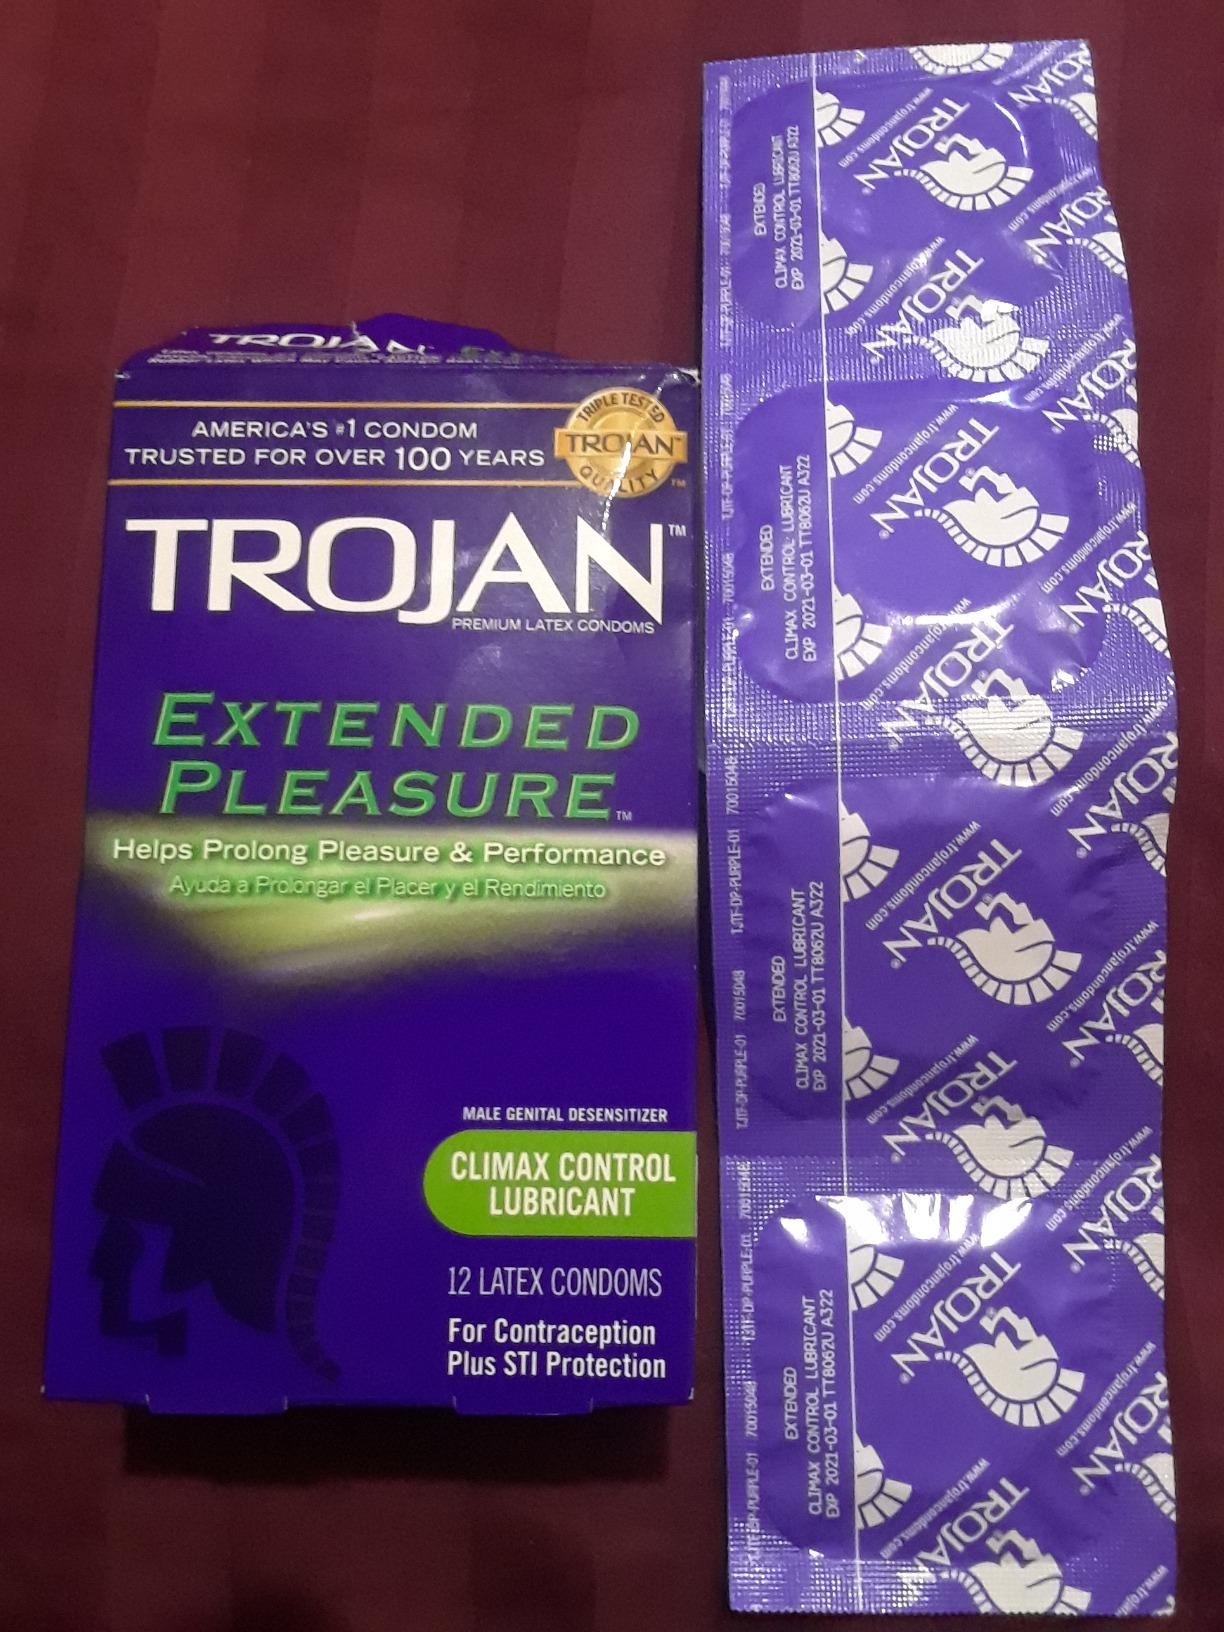 TROJAN
AMERICA'S #1 CONDOM
TRUSTED FOR OVER 100 YEARS
TRIPLE TESTED
TROJAN™
QUALITY™
TROJAN™
PREMIUM LATEX CONDOMS
EXTENDED
PLEASURE™
Helps Prolong Pleasure & Performance
Ayuda a Prolongar el Placer y el Rendimiento
MALE GENITAL DESENSITIZER
CLIMAX CONTROL
LUBRICANT
12 LATEX CONDOMS
For Contraception
Plus STI Protection
EXTENDED
CLIMAX CONTROL LUBRICANT
EXP 2021-03-01 TT8062U A322
TROJAN®
www.trojancondoms.com
EXTENDED
CLIMAX CONTROL LUBRICANT
EXP 2021-03-01 TT8062U A322
TROJAN®
www.trojancondoms.com
EXTENDED
CLIMAX CONTROL LUBRICANT
EXP 2021-03-01 TT8062U A322
TROJAN®
www.trojancondoms.com
EXTENDED
CLIMAX CONTROL LUBRICANT
EXP 2021-03-01 TT8062U A322
TROJAN®
www.trojancondoms.com